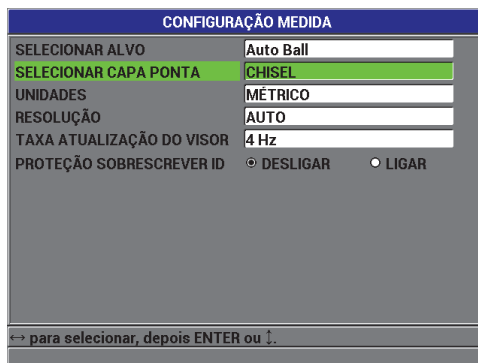 CONFIGURAÇÃO MEDIDA
SELECIONAR ALVO Auto Ball
SELECIONAR CAPA PONTA CHISEL
UNIDADES MÉTRICO
RESOLUÇÃO AUTO
TAXA ATUALIZAÇÃO DO VISOR 4 Hz
PROTEÇÃO SOBRESCREVER ID DESLIGAR LIGAR
↔ para selecionar, depois ENTER ou ↕.